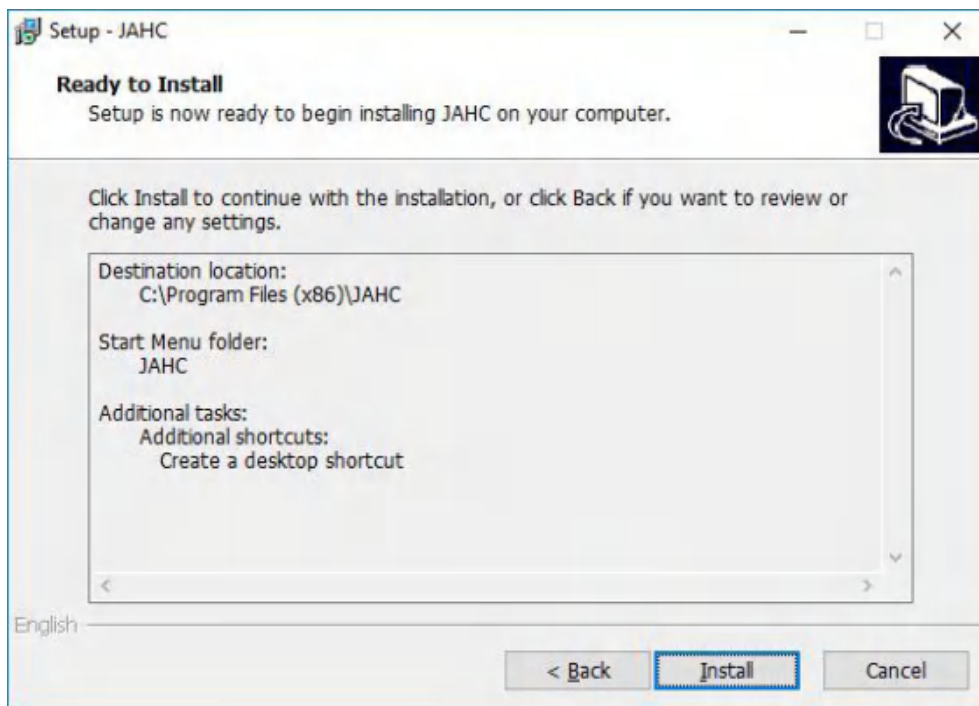 Setup - JAHC
Ready to Install
Setup is now ready to begin installing JAHC on your computer.
Click Install to continue with the installation, or click Back if you want to review or
change any settings.
Destination location:
C:\Program Files (x86)\JAHC
Start Menu folder:
JAHC
Additional tasks:
Additional shortcuts:
Create a desktop shortcut
English
< Back Install Cancel